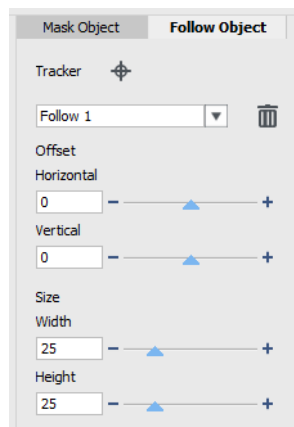 Mask Object Follow Object
Tracker
Follow 1
Offset
Horizontal
0
Vertical
0
Size
Width
25
Height
25